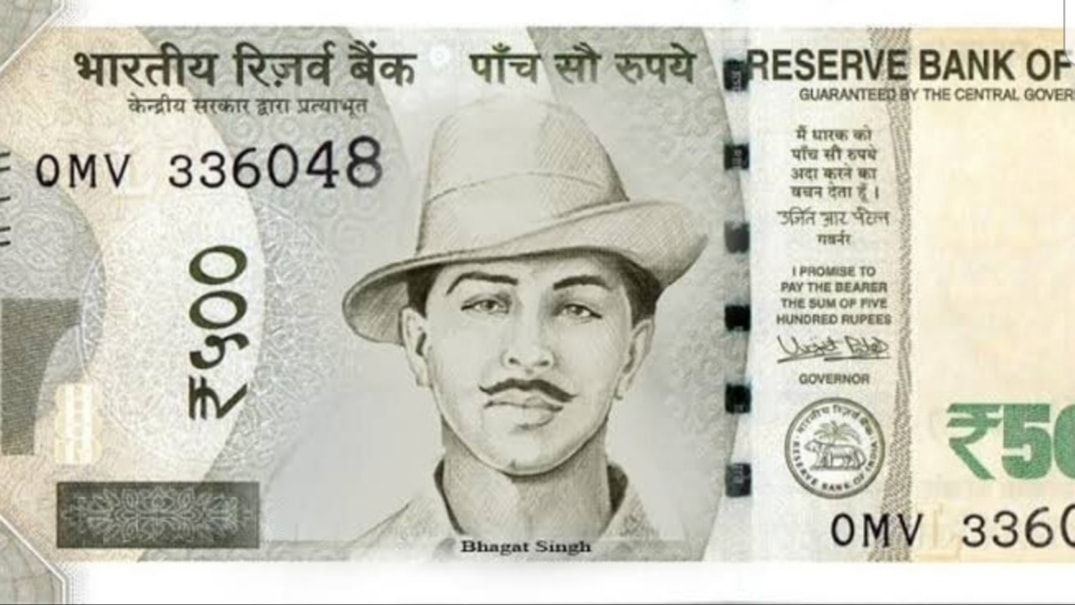 भारतीय रिज़र्व बैंक
केन्द्रीय सरकार द्वारा प्रत्याभूत
पाँच सौ रुपये
0MV 336048
₹५००
Bhagat Singh
RESERVE BANK OF
GUARANTEED BY THE CENTRAL GOVER
मैं धारक को
पाँच सौ रुपये
अदा करने का
वचन देता हूँ ।
उर्जित आर पटेल
गवर्नर
I PROMISE TO
PAY THE BEARER
THE SUM OF FIVE
HUNDRED RUPEES
GOVERNOR
₹50
0MV 3360